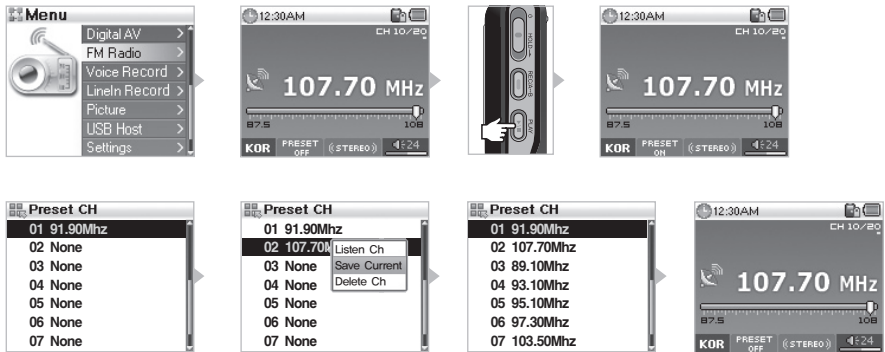 Menu
Digital AV >
FM Radio >
Voice Record >
LineIn Record >
Picture >
USB Host >
Settings >
12:30AM
CH 10/20
107.70 MHz
87.5 108
KOR PRESET OFF ((STEREO)) 24
HOLD
REC/A-B
PLAY
12:30AM
CH 10/20
107.70 MHz
87.5 108
KOR PRESET ON ((STEREO)) 24
Preset CH
01 91.90Mhz
02 None
03 None
04 None
05 None
06 None
07 None
Preset CH
01 91.90Mhz
02 107.70M
03 None
04 None
05 None
06 None
07 None
Listen Ch
Save Current
Delete Ch
Preset CH
01 91.90Mhz
02 107.70Mhz
03 89.10Mhz
04 93.10Mhz
05 95.10Mhz
06 97.30Mhz
07 103.50Mhz
12:30AM
CH 10/20
107.70 MHz
87.5 108
KOR PRESET OFF ((STEREO)) 24